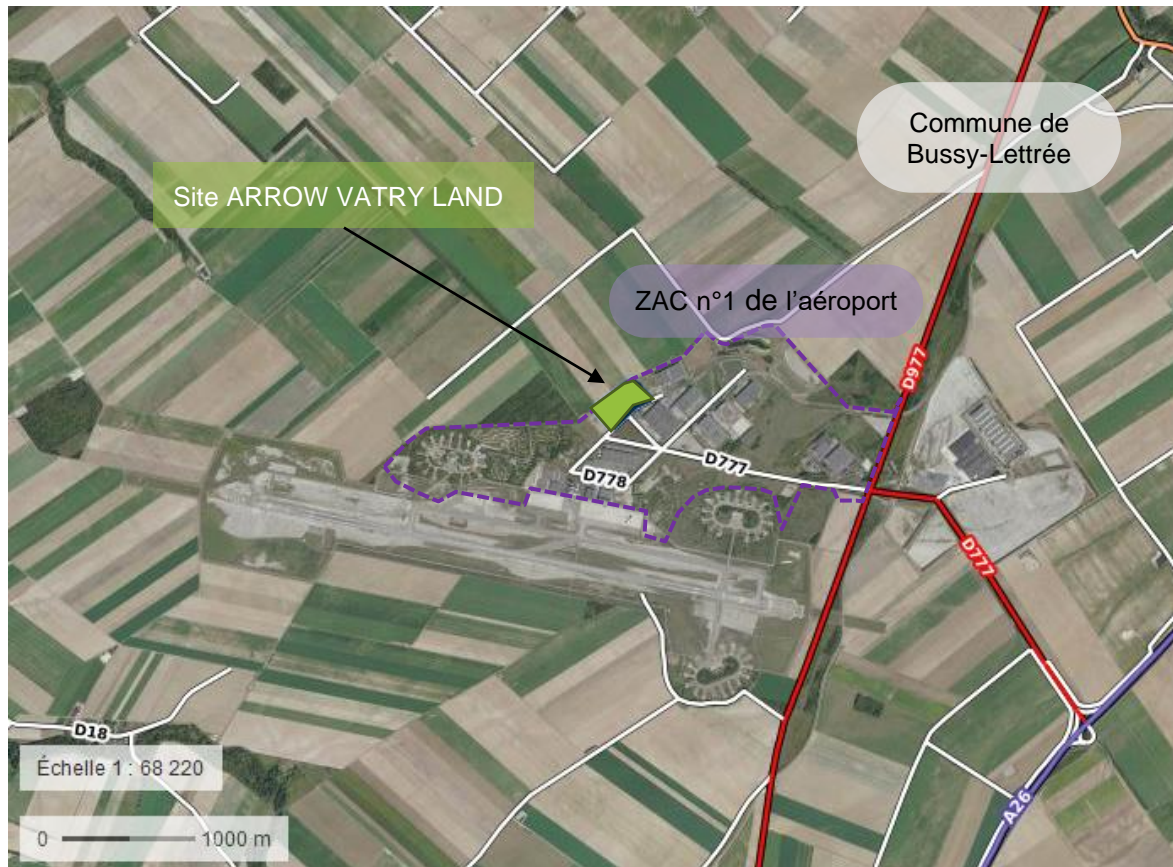 Commune de
Bussy-Lettrée
Site ARROW VATRY LAND
ZAC n°1 de l'aéroport
D977
D777
D778
D777
D18
Échelle 1 : 68 220
A26
0 1000 m